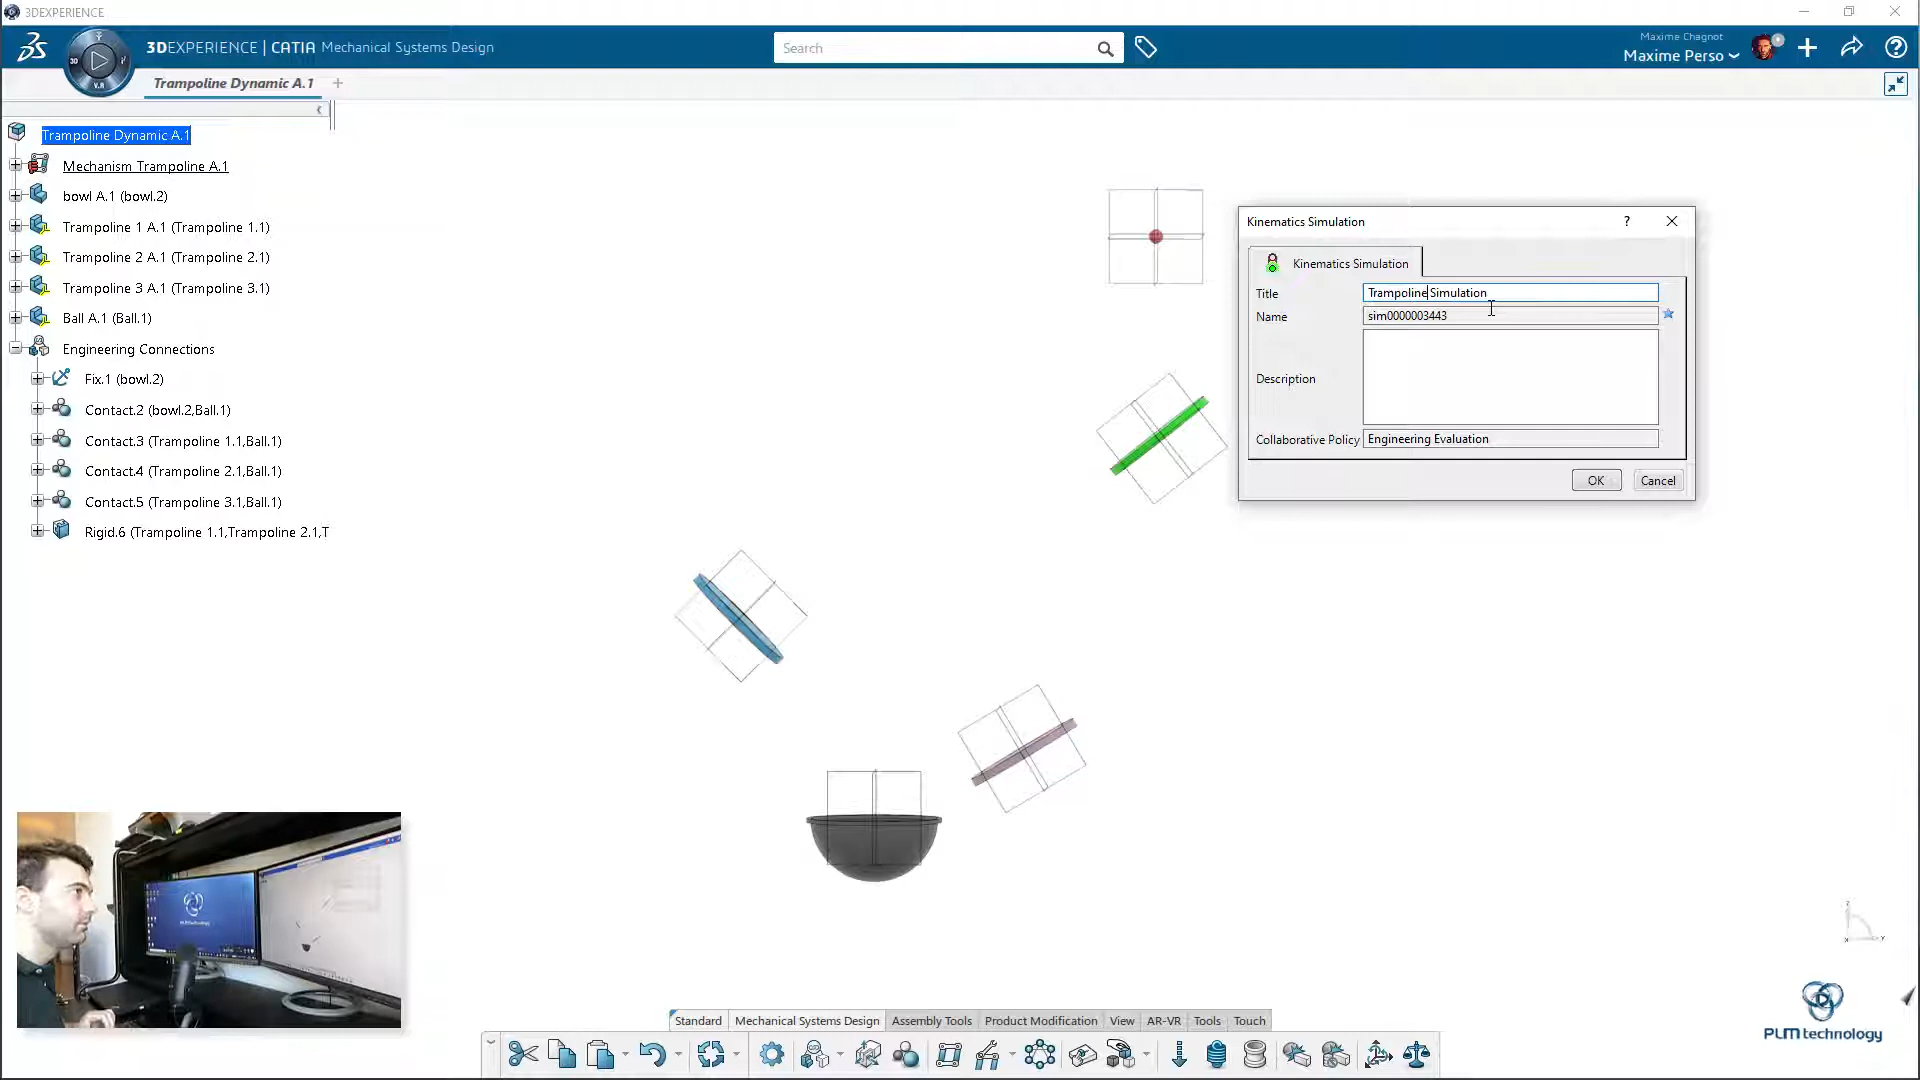 3DEXPERIENCE
3DEXPERIENCE | CATIA Mechanical Systems Design
Search
Maxime Chagnot
Maxime Perso
3D
V.R
Trampoline Dynamic A.1
Trampoline Dynamic A.1
Mechanism Trampoline A.1
bowl A.1 (bowl.2)
Trampoline 1 A.1 (Trampoline 1.1)
Trampoline 2 A.1 (Trampoline 2.1)
Trampoline 3 A.1 (Trampoline 3.1)
Ball A.1 (Ball.1)
Engineering Connections
Fix.1 (bowl.2)
Contact.2 (bowl.2,Ball.1)
Contact.3 (Trampoline 1.1,Ball.1)
Contact.4 (Trampoline 2.1,Ball.1)
Contact.5 (Trampoline 3.1,Ball.1)
Rigid.6 (Trampoline 1.1,Trampoline 2.1,T
Kinematics Simulation
Kinematics Simulation
Title Trampoline Simulation
Name sim0000003443
Description
Collaborative Policy Engineering Evaluation
OK Cancel
PLM technology
Standard Mechanical Systems Design Assembly Tools Product Modification View AR-VR Tools Touch
PLM technology